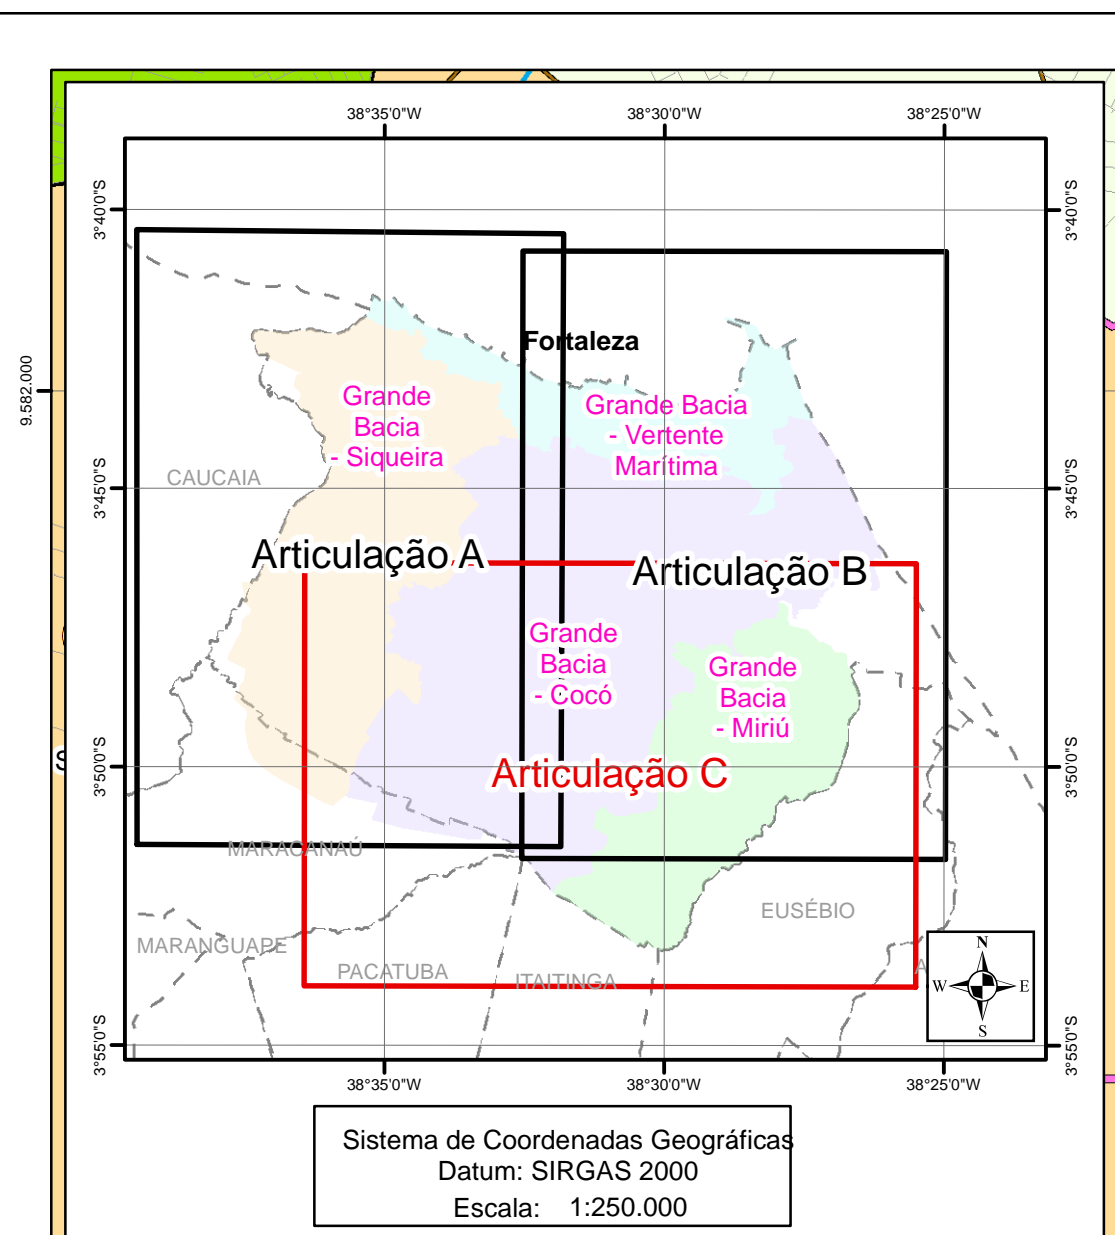 38°35'0"W
38°30'0"W
38°25'0"W
3°40'0"S
3°40'0"S
9.582.000
Fortaleza
Grande
Bacia
- Siqueira
Grande Bacia
- Vertente
Marítima
CAUCAIA
3°45'0"S
3°45'0"S
Articulação A
Articulação B
Grande
Bacia
- Cocó
Grande
Bacia
- Miriú
S
3°50'0"S
3°50'0"S
Articulação C
MARACANAÚ
EUSÉBIO
MARANGUAPE
PACATUBA
ITAITINGA
A
N
W
E
S
3°55'0"S
3°55'0"S
38°35'0"W
38°30'0"W
38°25'0"W
Sistema de Coordenadas Geográficas
Datum: SIRGAS 2000
Escala: 1:250.000